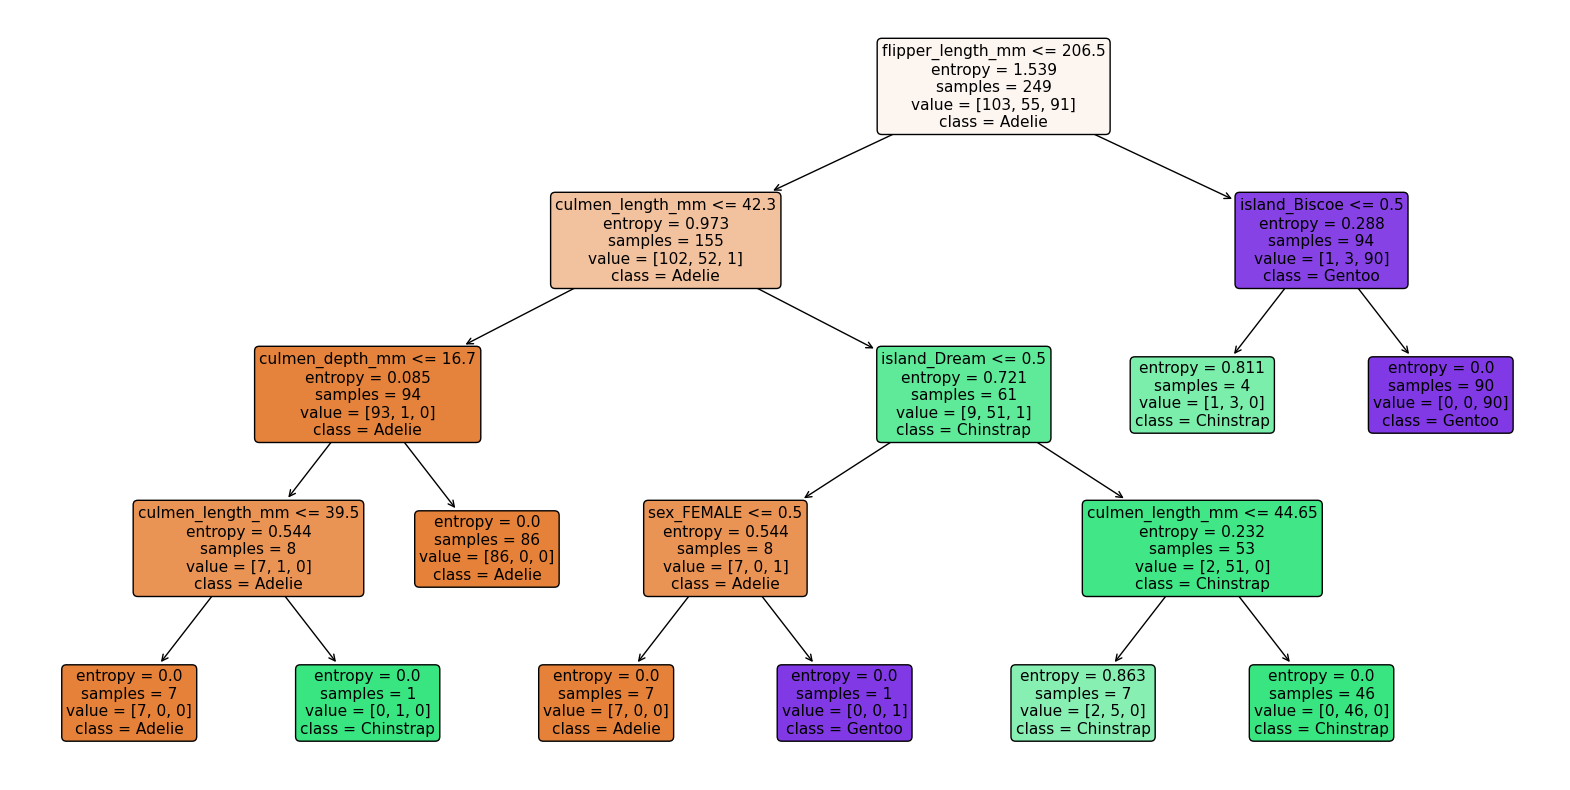 flipper_length_mm <= 206.5
entropy = 1.539
samples = 249
value = [103, 55, 91]
class = Adelie
culmen_length_mm <= 42.3
entropy = 0.973
samples = 155
value = [102, 52, 1]
class = Adelie
island_Biscoe <= 0.5
entropy = 0.288
samples = 94
value = [1, 3, 90]
class = Gentoo
culmen_depth_mm <= 16.7
entropy = 0.085
samples = 94
value = [93, 1, 0]
class = Adelie
island_Dream <= 0.5
entropy = 0.721
samples = 61
value = [9, 51, 1]
class = Chinstrap
entropy = 0.811
samples = 4
value = [1, 3, 0]
class = Chinstrap
entropy = 0.0
samples = 90
value = [0, 0, 90]
class = Gentoo
culmen_length_mm <= 39.5
entropy = 0.544
samples = 8
value = [7, 1, 0]
class = Adelie
entropy = 0.0
samples = 86
value = [86, 0, 0]
class = Adelie
sex_FEMALE <= 0.5
entropy = 0.544
samples = 8
value = [7, 0, 1]
class = Adelie
culmen_length_mm <= 44.65
entropy = 0.232
samples = 53
value = [2, 51, 0]
class = Chinstrap
entropy = 0.0
samples = 7
value = [7, 0, 0]
class = Adelie
entropy = 0.0
samples = 1
value = [0, 1, 0]
class = Chinstrap
entropy = 0.0
samples = 7
value = [7, 0, 0]
class = Adelie
entropy = 0.0
samples = 1
value = [0, 0, 1]
class = Gentoo
entropy = 0.863
samples = 7
value = [2, 5, 0]
class = Chinstrap
entropy = 0.0
samples = 46
value = [0, 46, 0]
class = Chinstrap